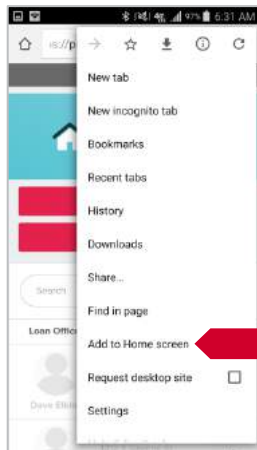 97% 6:31 AM
New tab
New incognito tab
Bookmarks
Recent tabs
History
Downloads
Share...
Find in page
Search
Loan Offic
Add to Home screen
Request desktop site
Settings